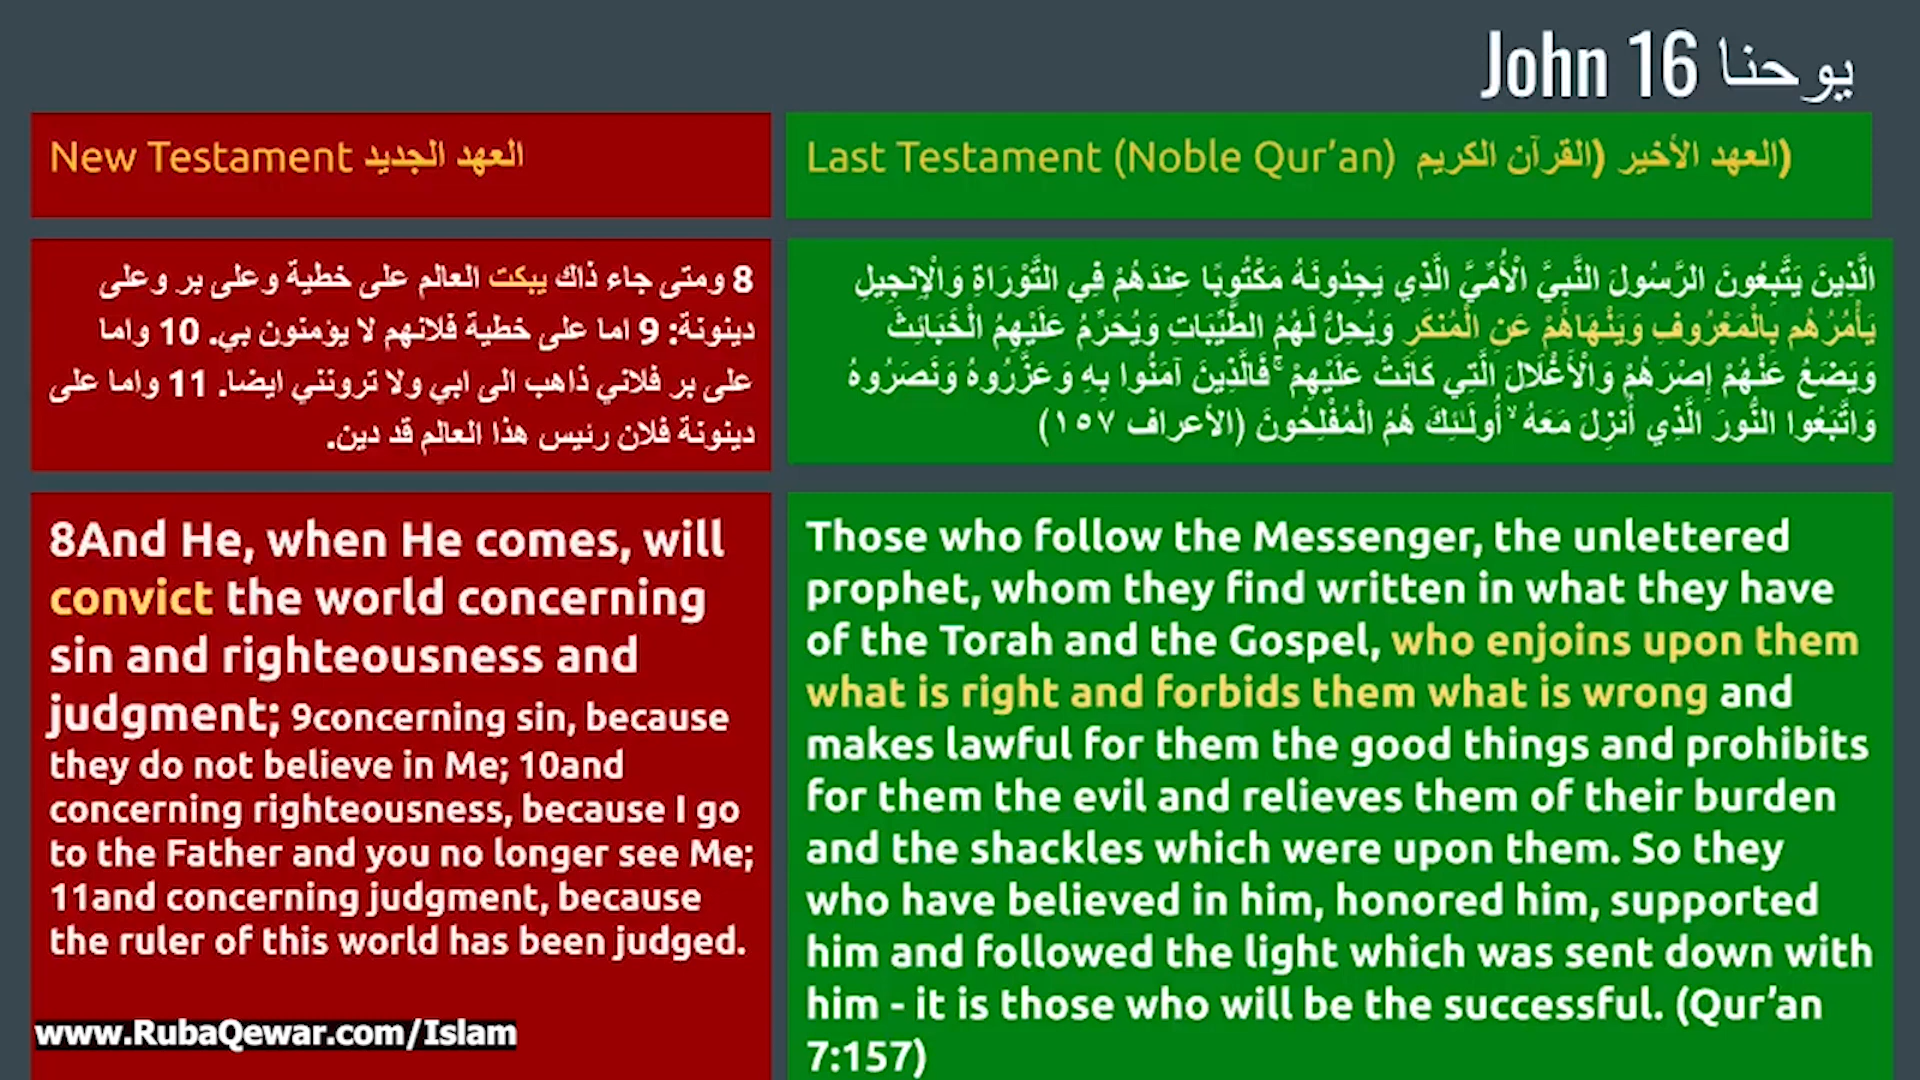 John 16 يوحنا
New Testament العهد الجديد
Last Testament (Noble Qur’an) العهد الأخير (القرآن الكريم)
8 ومتى جاء ذاك يبكت العالم على خطية وعلى بر وعلى
دينونة: 9 اما على خطية فلانهم لا يؤمنون بي. 10 واما
على بر فلاني ذاهب الى ابي ولا ترونني ايضا. 11 واما على
دينونة فلان رئيس هذا العالم قد دين.
الَّذِينَ يَتَّبِعُونَ الرَّسُولَ النَّبِيَّ الْأُمِّيَّ الَّذِي يَجِدُونَهُ مَكْتُوبًا عِندَهُمْ فِي التَّوْرَاةِ وَالْإِنجِيلِ
يَأْمُرُهُم بِالْمَعْرُوفِ وَيَنْهَاهُمْ عَنِ الْمُنكَرِ وَيُحِلُّ لَهُمُ الطَّيِّبَاتِ وَيُحَرِّمُ عَلَيْهِمُ الْخَبَائِثَ
وَيَضَعُ عَنْهُمْ إِصْرَهُمْ وَالْأَغْلَالَ الَّتِي كَانَتْ عَلَيْهِمْ ۚ فَالَّذِينَ آمَنُوا بِهِ وَعَزَّرُوهُ وَنَصَرُوهُ
وَاتَّبَعُوا النُّورَ الَّذِي أُنزِلَ مَعَهُ ۙ أُولَٰئِكَ هُمُ الْمُفْلِحُونَ (الأعراف ١٥٧)
8And He, when He comes, will
convict the world concerning
sin and righteousness and
judgment; 9concerning sin, because
they do not believe in Me; 10and
concerning righteousness, because I go
to the Father and you no longer see Me;
11and concerning judgment, because
the ruler of this world has been judged.
Those who follow the Messenger, the unlettered
prophet, whom they find written in what they have
of the Torah and the Gospel, who enjoins upon them
what is right and forbids them what is wrong and
makes lawful for them the good things and prohibits
for them the evil and relieves them of their burden
and the shackles which were upon them. So they
who have believed in him, honored him, supported
him and followed the light which was sent down with
him - it is those who will be the successful. (Qur’an
7:157)
www.RubaQewar.com/Islam